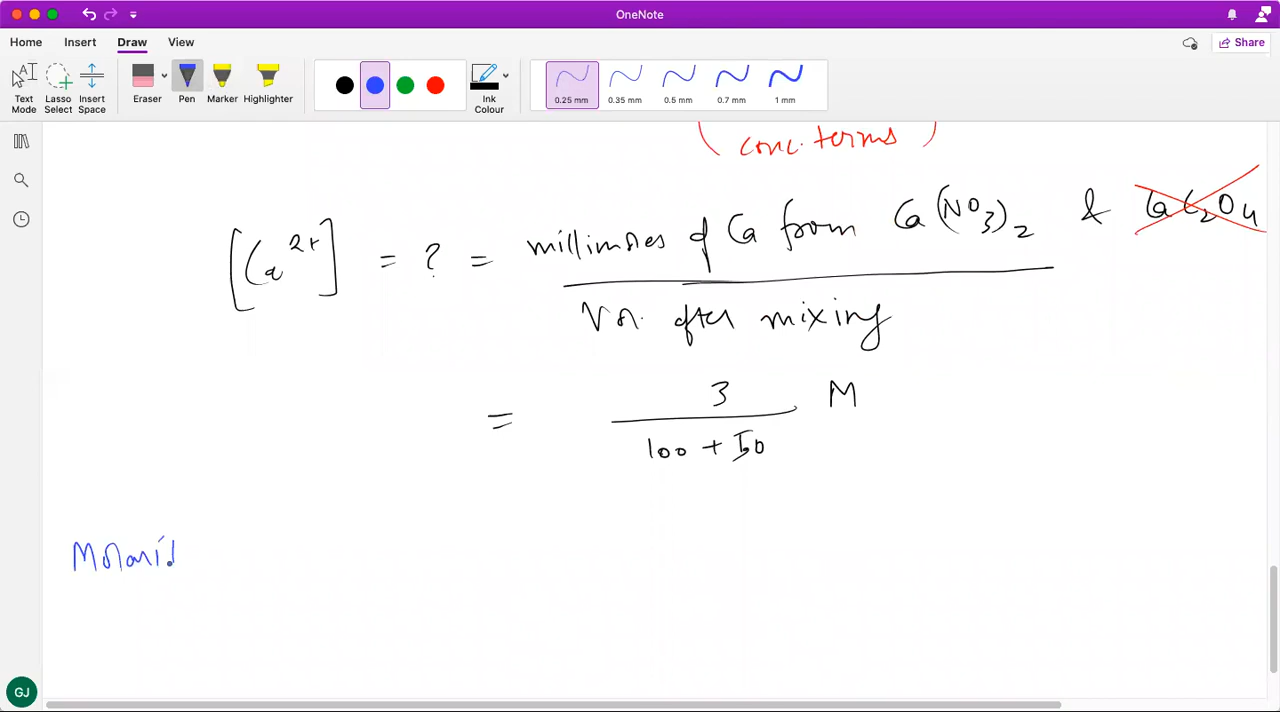 OneNote
Home Insert Draw View
Share
Text Mode
Lasso Select
Insert Space
Eraser
Pen
Marker
Highlighter
Ink Colour
0.25 mm
0.35 mm
0.5 mm
0.7 mm
1 mm
( conc. terms )
[Ca²⁺] = ? = millimoles of Ca from Ca(NO₃)₂ & CaC₂O₄
Vol. after mixing
= 3 M
100 + 50
Molarit
GJ